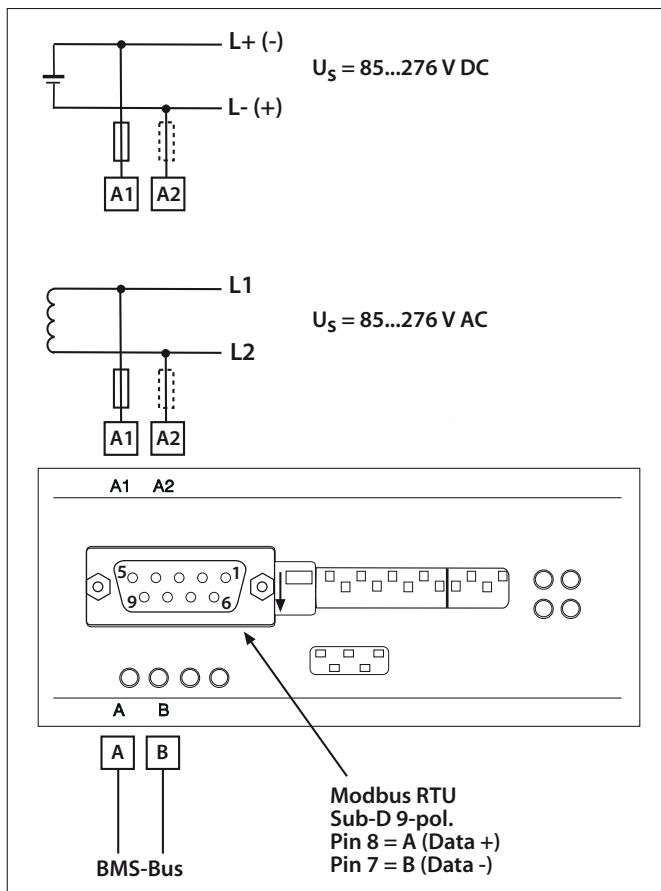 L+ (-)
U_S = 85...276 V DC
L- (+)
A1 A2
L1
U_S = 85...276 V AC
L2
A1 A2
A1 A2
5 1
9 6
A B
A B
Modbus RTU
Sub-D 9-pol.
Pin 8 = A (Data +)
Pin 7 = B (Data -)
BMS-Bus